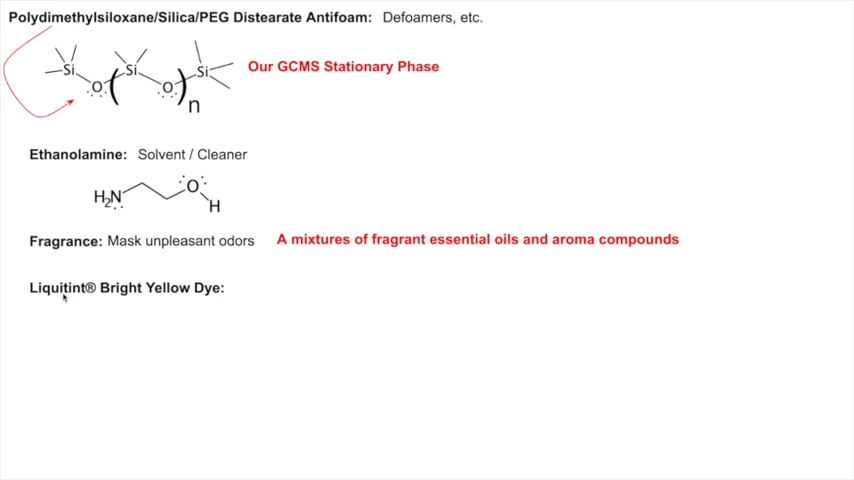 Polydimethylsiloxane/Silica/PEG Distearate Antifoam: Defoamers, etc.
Si Si Si
O O
n
Our GCMS Stationary Phase
Ethanolamine: Solvent / Cleaner
H2N O
H
Fragrance: Mask unpleasant odors A mixtures of fragrant essential oils and aroma compounds
Liquitint® Bright Yellow Dye: